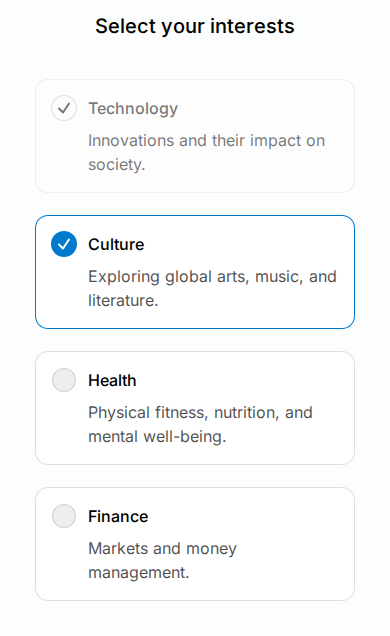 Select your interests
Technology
Innovations and their impact on
society.
Culture
Exploring global arts, music, and
literature.
Health
Physical fitness, nutrition, and
mental well-being.
Finance
Markets and money
management.